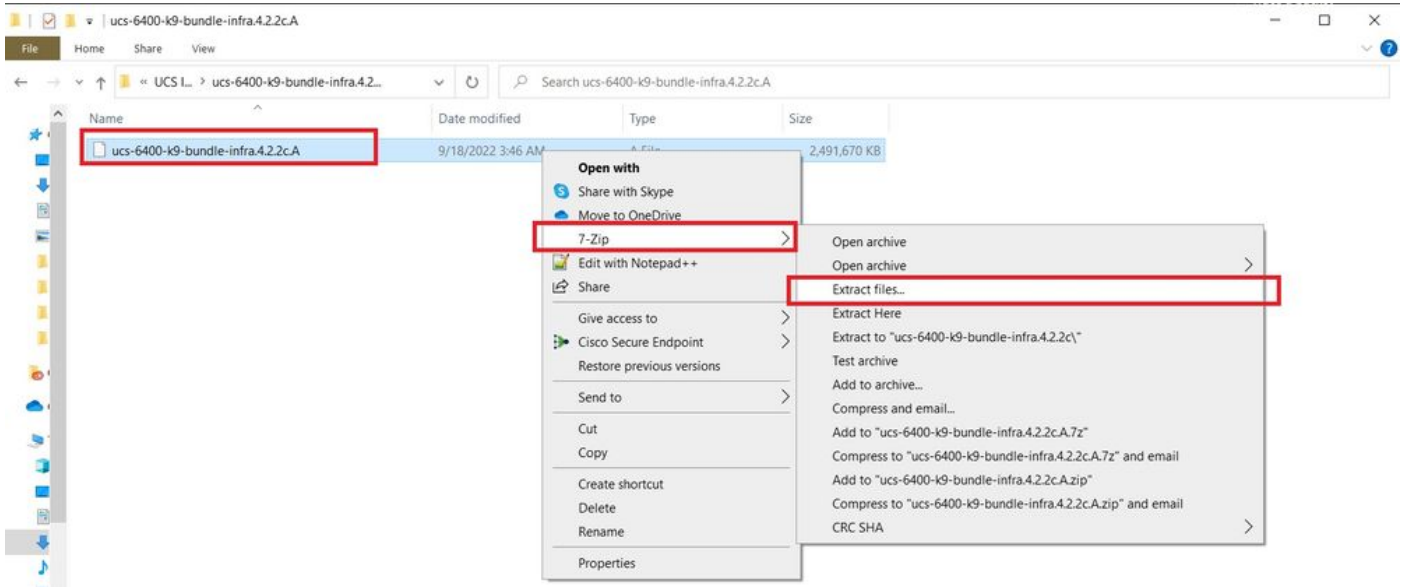 ucs-6400-k9-bundle-infra.4.2.2c.A
File Home Share View
« UCS I... > ucs-6400-k9-bundle-infra.4.2...
Search ucs-6400-k9-bundle-infra.4.2.2c.A
Name Date modified Type Size
ucs-6400-k9-bundle-infra.4.2.2c.A 9/18/2022 3:46 AM A File 2,491,670 KB
Open with
Share with Skype
Move to OneDrive
7-Zip
Edit with Notepad++
Share
Give access to
Cisco Secure Endpoint
Restore previous versions
Send to
Cut
Copy
Create shortcut
Delete
Rename
Properties
Open archive
Open archive
Extract files...
Extract Here
Extract to "ucs-6400-k9-bundle-infra.4.2.2c\"
Test archive
Add to archive...
Compress and email...
Add to "ucs-6400-k9-bundle-infra.4.2.2c.A.7z"
Compress to "ucs-6400-k9-bundle-infra.4.2.2c.A.7z" and email
Add to "ucs-6400-k9-bundle-infra.4.2.2c.A.zip"
Compress to "ucs-6400-k9-bundle-infra.4.2.2c.A.zip" and email
CRC SHA